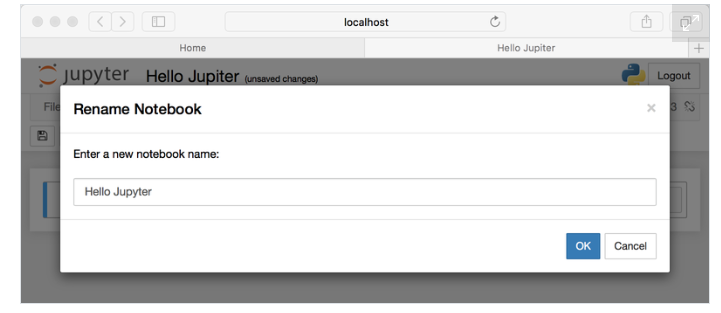 localhost
Home
Hello Jupiter
+
jupyter Hello Jupiter (unsaved changes)
Logout
File
3
Rename Notebook
×
Enter a new notebook name:
Hello Jupyter
OK
Cancel